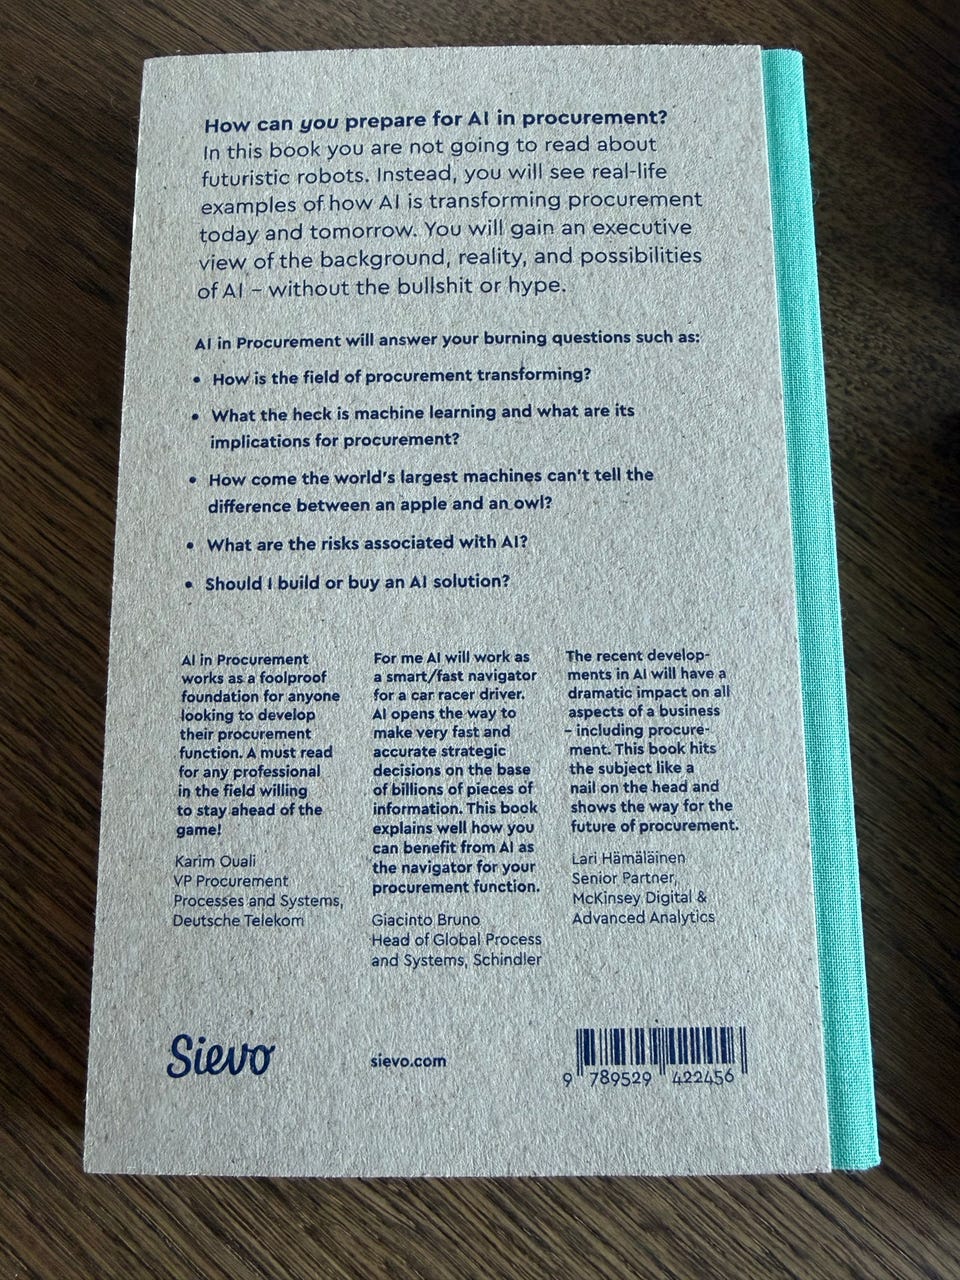 How can you prepare for AI in procurement?
In this book you are not going to read about
futuristic robots. Instead, you will see real-life
examples of how AI is transforming procurement
today and tomorrow. You will gain an executive
view of the background, reality, and possibilities
of AI – without the bullshit or hype.
AI in Procurement will answer your burning questions such as:
• How is the field of procurement transforming?
• What the heck is machine learning and what are its
implications for procurement?
• How come the world's largest machines can't tell the
difference between an apple and an owl?
• What are the risks associated with AI?
• Should I build or buy an AI solution?
AI in Procurement
works as a foolproof
foundation for anyone
looking to develop
their procurement
function. A must read
for any professional
in the field willing
to stay ahead of the
game!
Karim Ouali
VP Procurement
Processes and Systems,
Deutsche Telekom
For me AI will work as
a smart/fast navigator
for a car racer driver.
AI opens the way to
make very fast and
accurate strategic
decisions on the base
of billions of pieces of
information. This book
explains well how you
can benefit from AI as
the navigator for your
procurement function.
Giacinto Bruno
Head of Global Process
and Systems, Schindler
The recent develop-
ments in AI will have a
dramatic impact on all
aspects of a business
– including procure-
ment. This book hits
the subject like a
nail on the head and
shows the way for the
future of procurement.
Lari Hämäläinen
Senior Partner,
McKinsey Digital &
Advanced Analytics
Sievo
sievo.com
9 789529 422456